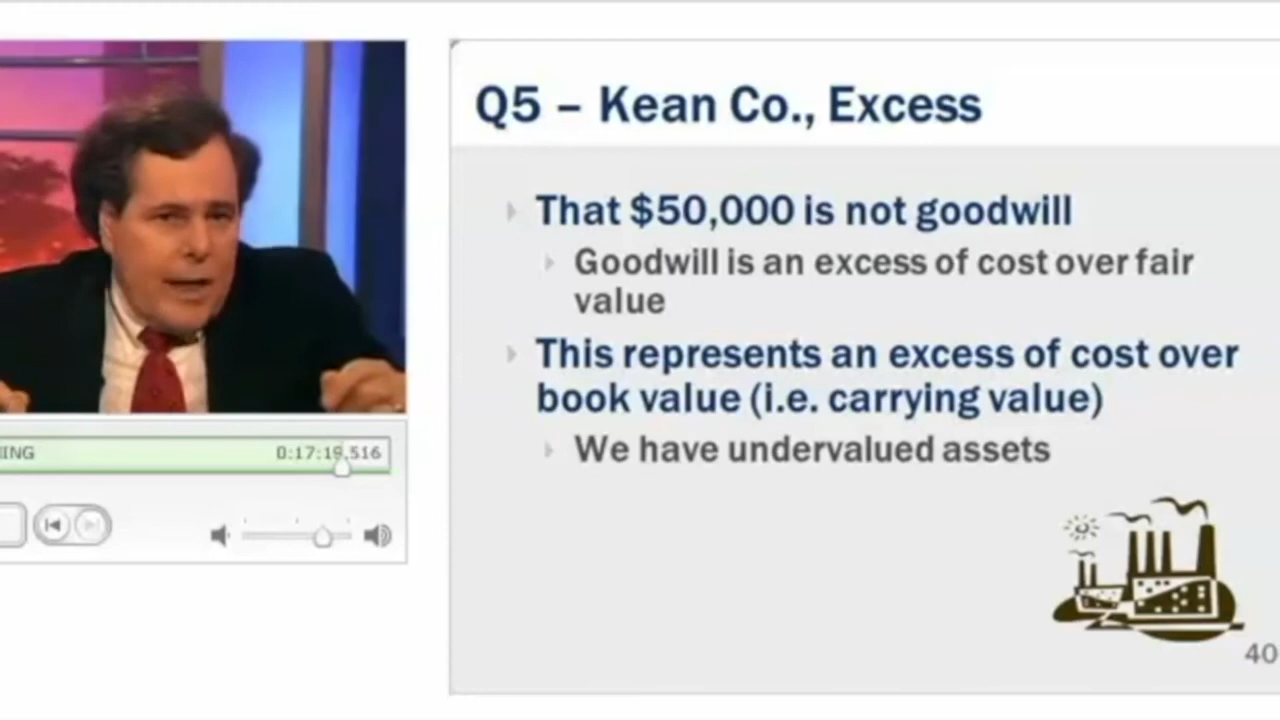 Q5 – Kean Co., Excess
That $50,000 is not goodwill
Goodwill is an excess of cost over fair
value
This represents an excess of cost over
book value (i.e. carrying value)
We have undervalued assets
ING
0:17:19.516
40